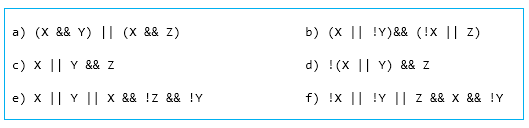 a) (X && Y) || (X && Z) b) (X || !Y)&& (!X || Z)
c) X || Y && Z d) !(X || Y) && Z
e) X || Y || X && !Z && !Y f) !X || !Y || Z && X && !Y